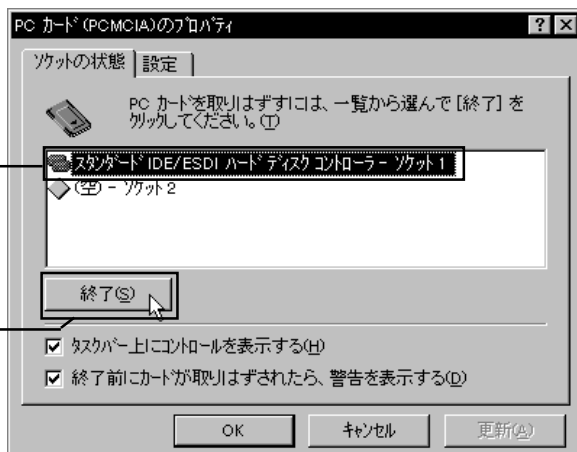 PC カード(PCMCIA)のプロパティ
ソケットの状態 設定
PC カードを取りはずすには、一覧から選んで [終了] を
クリックしてください。(T)
スタンダード IDE/ESDI ハード ディスク コントローラ - ソケット 1
(空) - ソケット 2
終了(S)
タスクバー上にコントロールを表示する(H)
終了前にカードが取りはずされたら、警告を表示する(D)
OK キャンセル 更新(A)